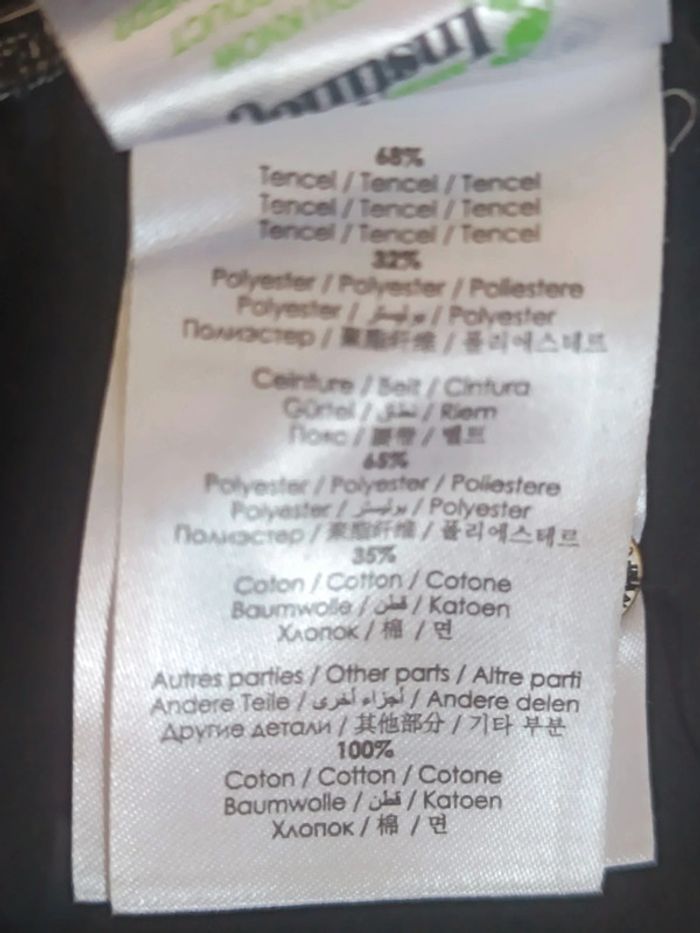 PRODUCT
Instinct
68%
Tencel / Tencel / Tencel
Tencel / Tencel / Tencel
Tencel / Tencel / Tencel
32%
Polyester / Polyester / Poliestere
Polyester / بوليستر / Polyester
Полиэстер / 聚酯纤维 / 폴리에스테르
Ceinture / Belt / Cintura
Gürtel / نطاق / Riem
Пояс / 腰带 / 벨트
65%
Polyester / Polyester / Poliestere
Polyester / بوليستر / Polyester
Полиэстер / 聚酯纤维 / 폴리에스테르
35%
Coton / Cotton / Cotone
Baumwolle / قطن / Katoen
Хлопок / 棉 / 면
Autres parties / Other parts / Altre parti
Andere Teile / أجزاء أخرى / Andere delen
Другие детали / 其他部分 / 기타 부분
100%
Coton / Cotton / Cotone
Baumwolle / قطن / Katoen
Хлопок / 棉 / 면